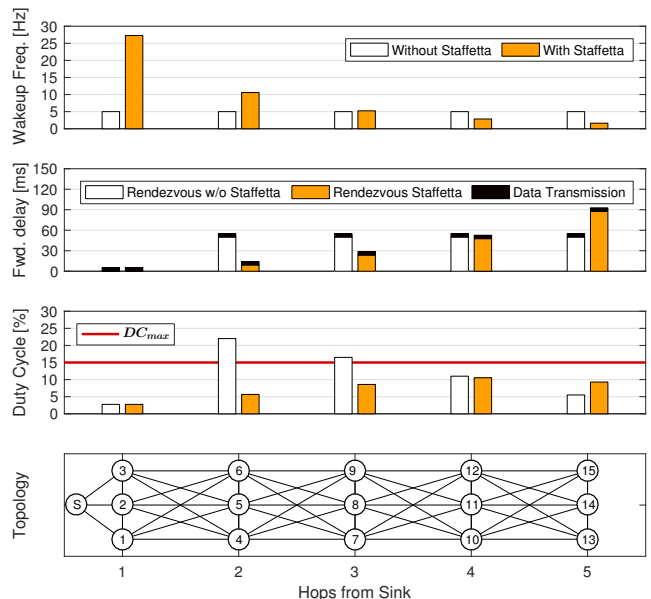 Wakeup Freq. [Hz]
30
25
20
15
10
5
0
Without Staffetta With Staffetta
Fwd. delay [ms]
150
120
90
60
30
0
Rendezvous w/o Staffetta Rendezvous Staffetta Data Transmission
Duty Cycle [%]
30
25
20
15
10
5
0
DCmax
Topology
3 6 9 12 15
S 2 5 8 11 14
1 4 7 10 13
1 2 3 4 5
Hops from Sink